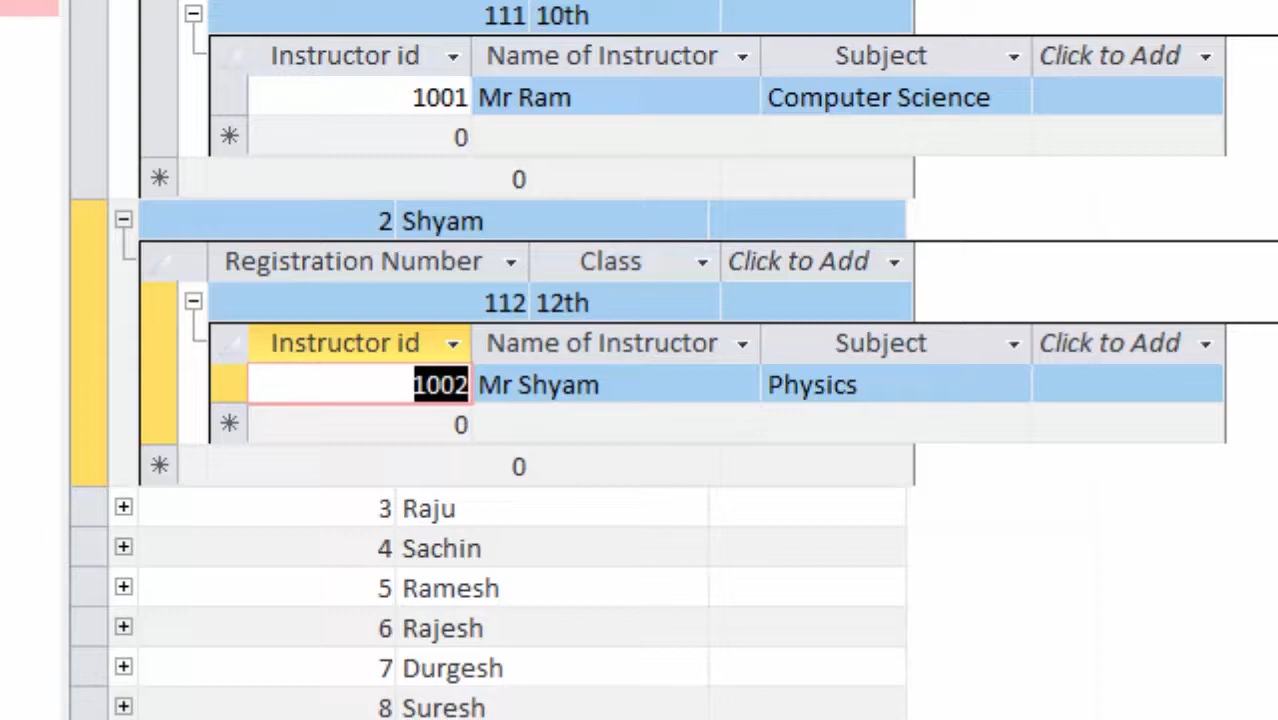 111 10th
Instructor id Name of Instructor Subject Click to Add
1001 Mr Ram Computer Science
0
0
2 Shyam
Registration Number Class Click to Add
112 12th
Instructor id Name of Instructor Subject Click to Add
1002 Mr Shyam Physics
0
0
3 Raju
4 Sachin
5 Ramesh
6 Rajesh
7 Durgesh
8 Suresh